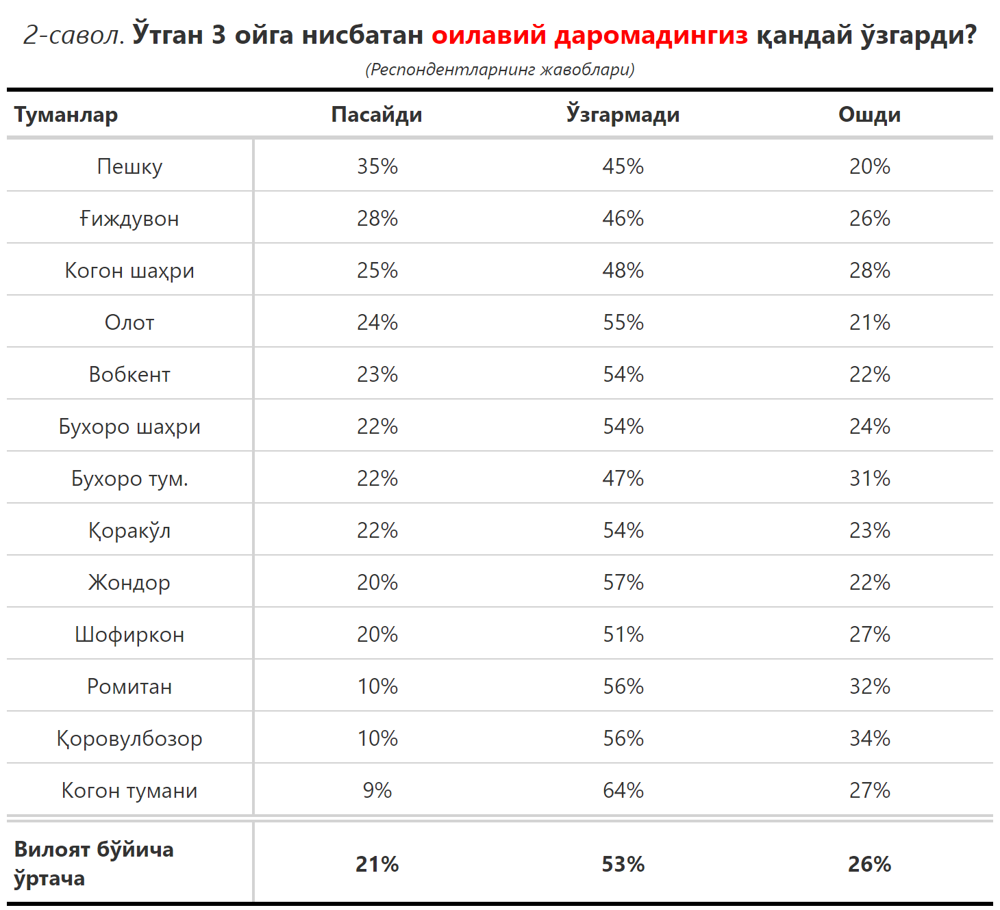 2-савол. Ўтган 3 ойга нисбатан оилавий даромадингиз қандай ўзгарди?
(Респондентларнинг жавоблари)
Туманлар Пасайди Ўзгармади Ошди
Пешку 35% 45% 20%
Ғиждувон 28% 46% 26%
Когон шаҳри 25% 48% 28%
Олот 24% 55% 21%
Вобкент 23% 54% 22%
Бухоро шаҳри 22% 54% 24%
Бухоро тум. 22% 47% 31%
Қоракўл 22% 54% 23%
Жондор 20% 57% 22%
Шофиркон 20% 51% 27%
Ромитан 10% 56% 32%
Қоровулбозор 10% 56% 34%
Когон тумани 9% 64% 27%
Вилоят бўйича
ўртача 21% 53% 26%